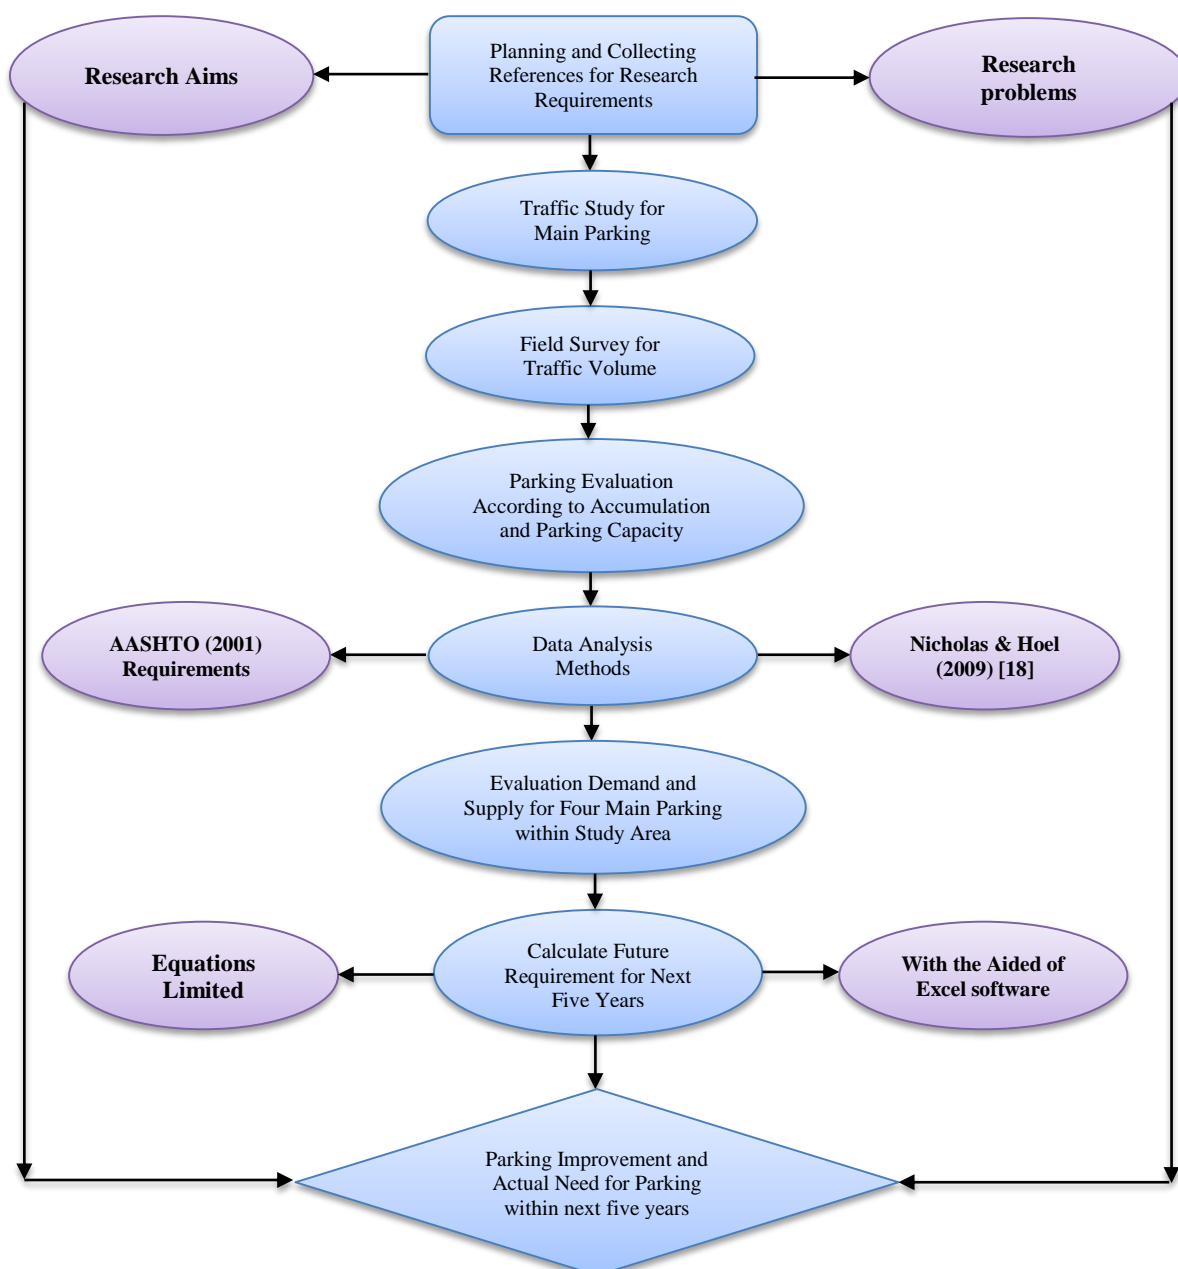 Research Aims
Planning and Collecting
References for Research
Requirements
Research
problems
Traffic Study for
Main Parking
Field Survey for
Traffic Volume
Parking Evaluation
According to Accumulation
and Parking Capacity
AASHTO (2001)
Requirements
Data Analysis
Methods
Nicholas & Hoel
(2009) [18]
Evaluation Demand and
Supply for Four Main Parking
within Study Area
Equations
Limited
Calculate Future
Requirement for Next
Five Years
With the Aided of
Excel software
Parking Improvement and
Actual Need for Parking
within next five years